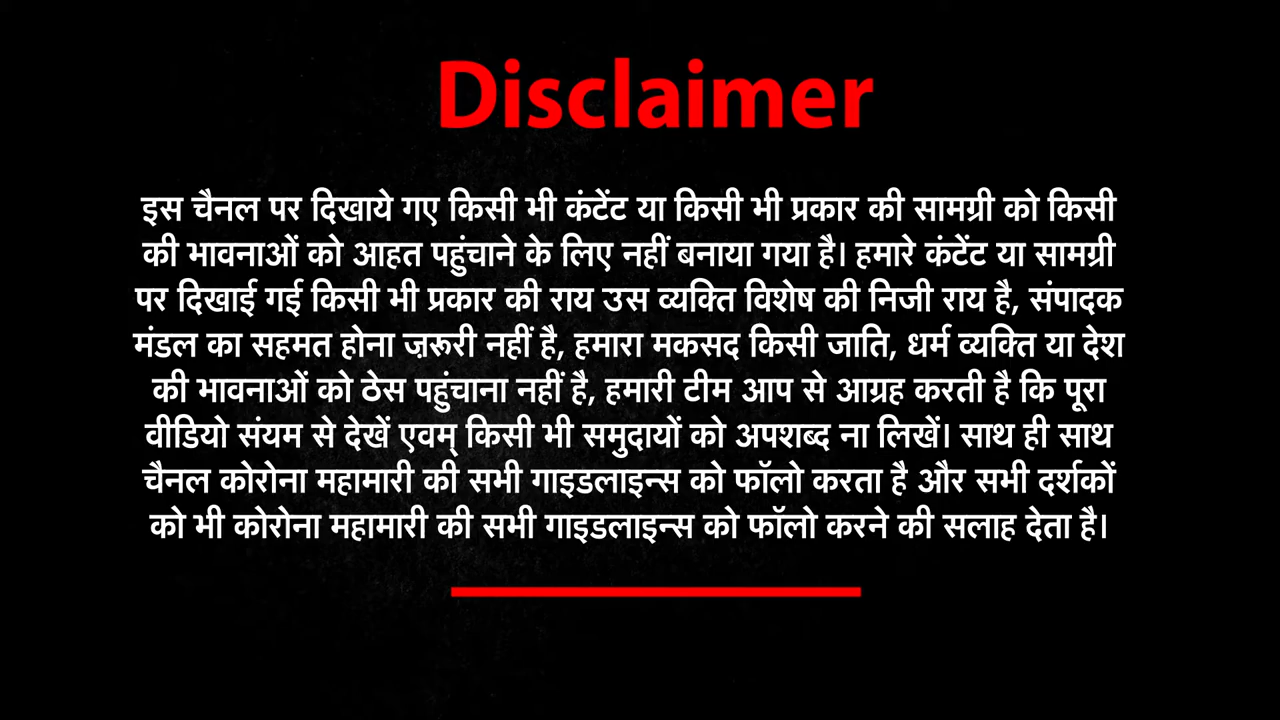 Disclaimer
इस चैनल पर दिखाये गए किसी भी कंटेंट या किसी भी प्रकार की सामग्री को किसी
की भावनाओं को आहत पहुंचाने के लिए नहीं बनाया गया है। हमारे कंटेंट या सामग्री
पर दिखाई गई किसी भी प्रकार की राय उस व्यक्ति विशेष की निजी राय है, संपादक
मंडल का सहमत होना ज़रूरी नहीं है, हमारा मकसद किसी जाति, धर्म व्यक्ति या देश
की भावनाओं को ठेस पहुंचाना नहीं है, हमारी टीम आप से आग्रह करती है कि पूरा
वीडियो संयम से देखें एवम् किसी भी समुदायों को अपशब्द ना लिखें। साथ ही साथ
चैनल कोरोना महामारी की सभी गाइडलाइन्स को फॉलो करता है और सभी दर्शकों
को भी कोरोना महामारी की सभी गाइडलाइन्स को फॉलो करने की सलाह देता है।